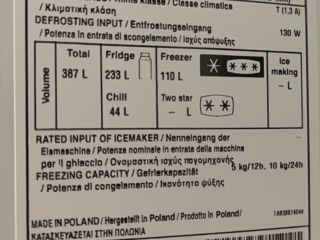 / Κλιματική κλάση
T (1,3 A)
DEFROSTING INPUT / Entfrostungseingang
/ Potenza in entrata di scongelamento / Ισχύς απόψυξης
130 W
Volume
Total
387 L
Fridge
233 L
Chill
44 L
Freezer
110 L
Two star
– L
Ice making
– L
RATED INPUT OF ICEMAKER / Nenneingang der
Eismaschine / Potenza nominale in entrata della macchina
per il ghiaccio / Ονομαστική ισχύς παγομηχανής
–
FREEZING CAPACITY / Gefrierkapazität
5 kg/12h. 10 kg/24h
/ Potenza di congelamento / Ικανότητα ψύξης
MADE IN POLAND / Hergestellt in Poland / Prodotto in Poland /
ΚΑΤΑΣΚΕΥΑΖΕΤΑΙ ΣΤΗΝ ΠΟΛΩΝΙΑ